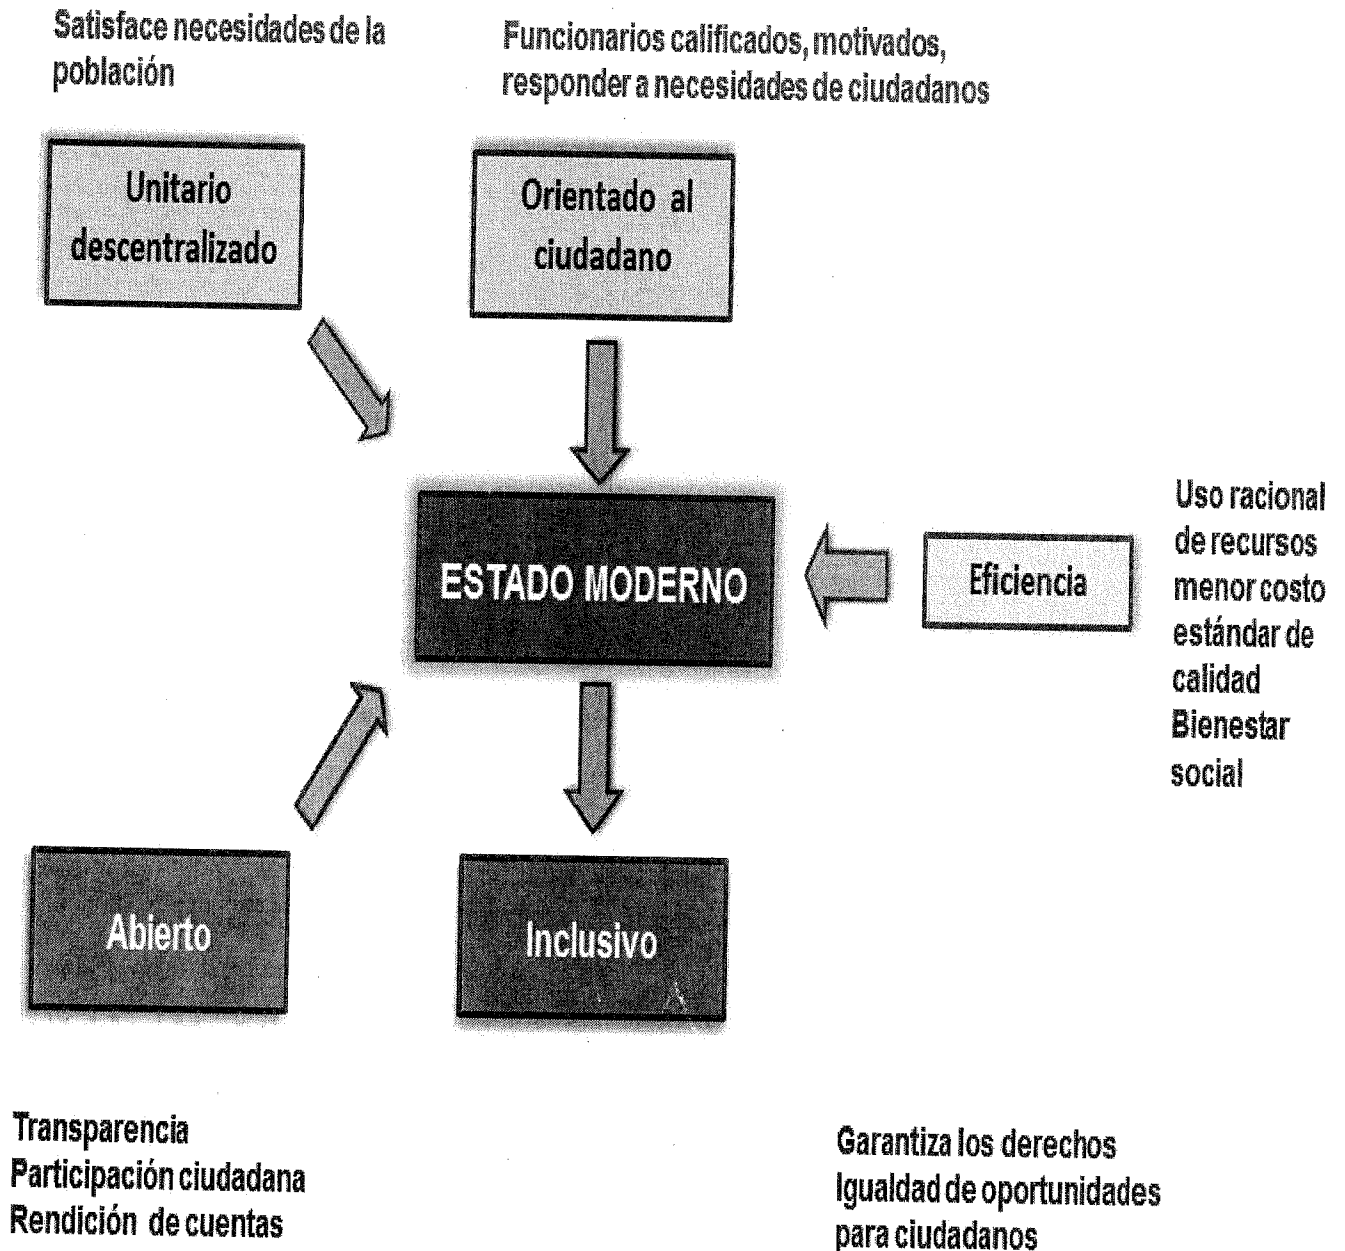 Satisface necesidades de la
población
Funcionarios calificados, motivados,
responder a necesidades de ciudadanos
Unitario
descentralizado
Orientado al
ciudadano
ESTADO MODERNO
Eficiencia
Uso racional
de recursos
menor costo
estándar de
calidad
Bienestar
social
Abierto
Inclusivo
Transparencia
Participación ciudadana
Rendición de cuentas
Garantiza los derechos
Igualdad de oportunidades
para ciudadanos